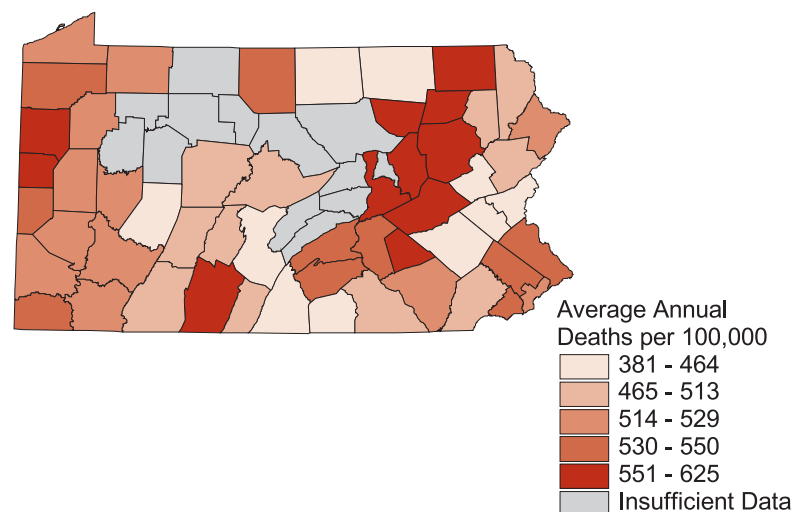 Average Annual
Deaths per 100,000
381 - 464
465 - 513
514 - 529
530 - 550
551 - 625
Insufficient Data